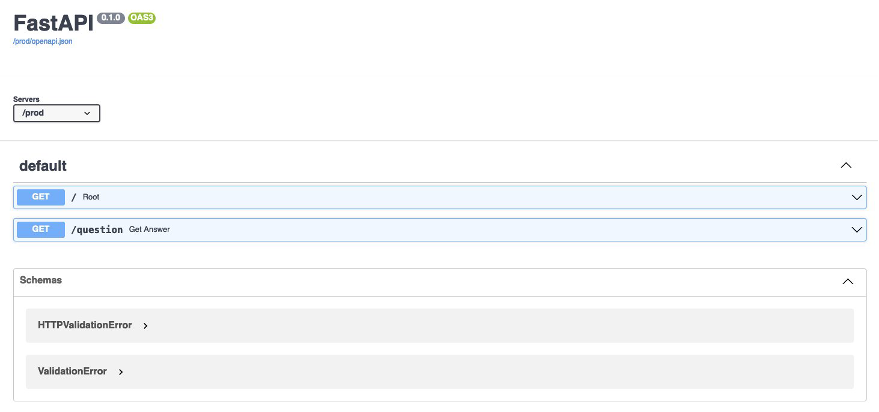 FastAPI 0.1.0 OAS3
/prod/openapi.json
Servers
/prod
default
GET / Root
GET /question Get Answer
Schemas
HTTPValidationError
ValidationError